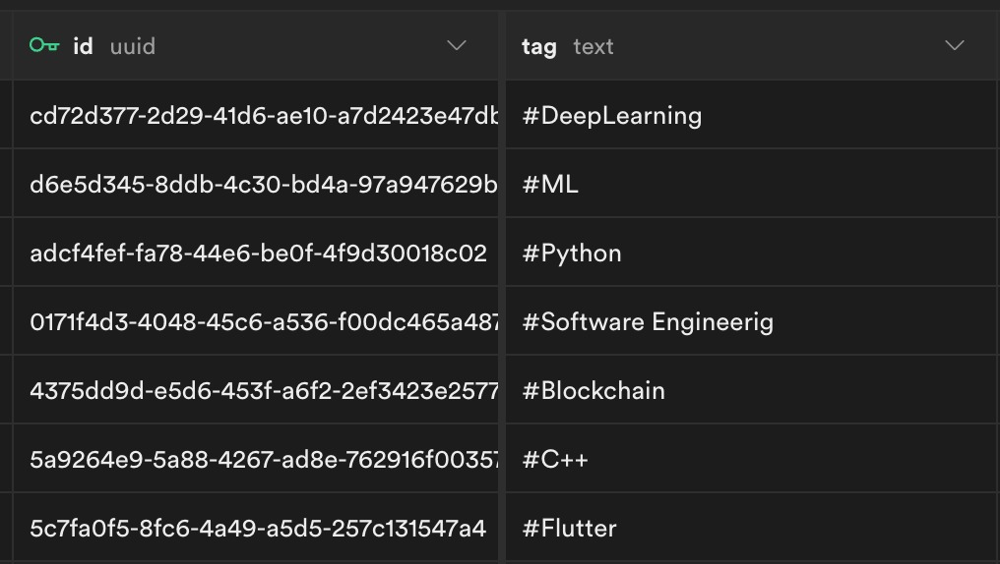 id uuid tag text
cd72d377-2d29-41d6-ae10-a7d2423e47db #DeepLearning
d6e5d345-8ddb-4c30-bd4a-97a947629b #ML
adcf4fef-fa78-44e6-be0f-4f9d30018c02 #Python
0171f4d3-4048-45c6-a536-f00dc465a487 #Software Engineerig
4375dd9d-e5d6-453f-a6f2-2ef3423e2577 #Blockchain
5a9264e9-5a88-4267-ad8e-762916f00357 #C++
5c7fa0f5-8fc6-4a49-a5d5-257c131547a4 #Flutter